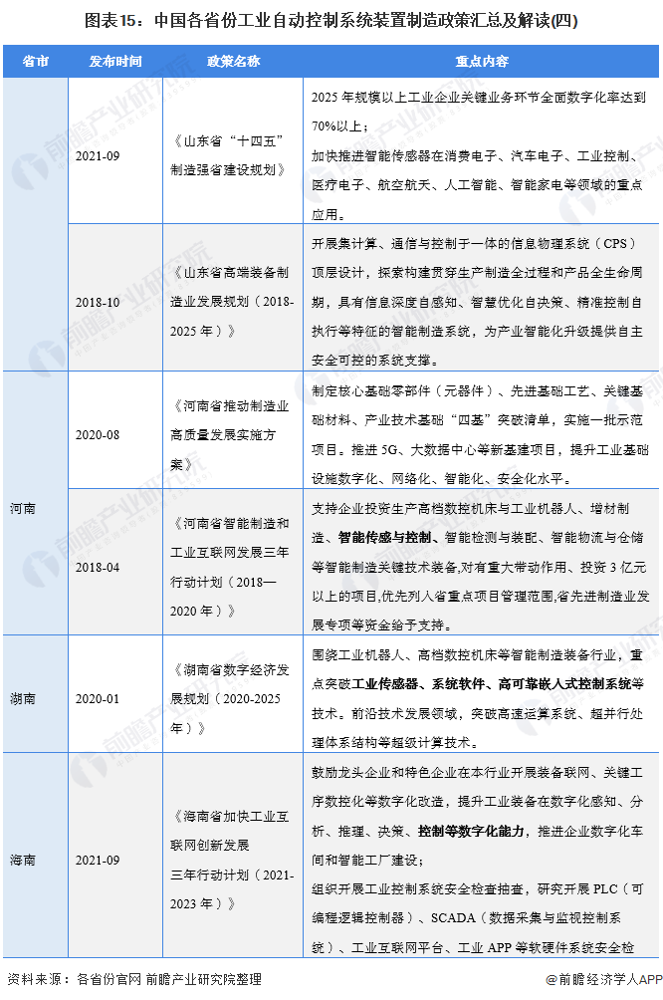 图表15：中国各省份工业自动控制系统装置制造政策汇总及解读(四)
省市 发布时间 政策名称 重点内容
2021-09
《山东省“十四五”
制造强省建设规划》
2025年规模以上工业企业关键业务环节全面数字化率达到
70%以上；
加快推进智能传感器在消费电子、汽车电子、工业控制、
医疗电子、航空航天、人工智能、智能家电等领域的重点
应用。
2018-10
《山东省高端装备制
造业发展规划（2018-
2025年）》
开展集计算、通信与控制于一体的信息物理系统（CPS）
顶层设计，探索构建贯穿生产制造全过程和产品全生命周
期，具有信息深度自感知、智慧优化自决策、精准控制自
执行等特征的智能制造系统，为产业智能化升级提供自主
安全可控的系统支撑。
河南
2020-08
《河南省推动制造业
高质量发展实施方
案》
制定核心基础零部件（元器件）、先进基础工艺、关键基
础材料、产业技术基础“四基”突破清单，实施一批示范
项目。推进5G、大数据中心等新基建项目，提升工业基础
设施数字化、网络化、智能化、安全化水平。
2018-04
《河南省智能制造和
工业互联网发展三年
行动计划（2018—
2020年）》
支持企业投资生产高档数控机床与工业机器人、增材制
造、智能传感与控制、智能检测与装配、智能物流与仓储
等智能制造关键技术装备,对有重大带动作用、投资3亿元
以上的项目,优先列入省重点项目管理范围,省先进制造业发
展专项等资金给予支持。
湖南
2020-01
《湖南省数字经济发
展规划（2020-2025
年）》
围绕工业机器人、高档数控机床等智能制造装备行业，重
点突破工业传感器、系统软件、高可靠嵌入式控制系统等
技术。前沿技术发展领域，突破高速运算系统、超并行处
理体系结构等超级计算技术。
海南
2021-09
《海南省加快工业互
联网创新发展
三年行动计划（2021-
2023年）》
鼓励龙头企业和特色企业在本行业开展装备联网、关键工
序数控化等数字化改造，提升工业装备在数字化感知、分
析、推理、决策、控制等数字化能力，推进企业数字化车
间和智能工厂建设；
组织开展工业控制系统安全检查抽查，研究开展PLC（可
编程逻辑控制器）、SCADA（数据采集与监视控制系
统）、工业互联网平台、工业APP等软硬件系统安全检
资料来源：各省份官网 前瞻产业研究院整理 @前瞻经济学人APP